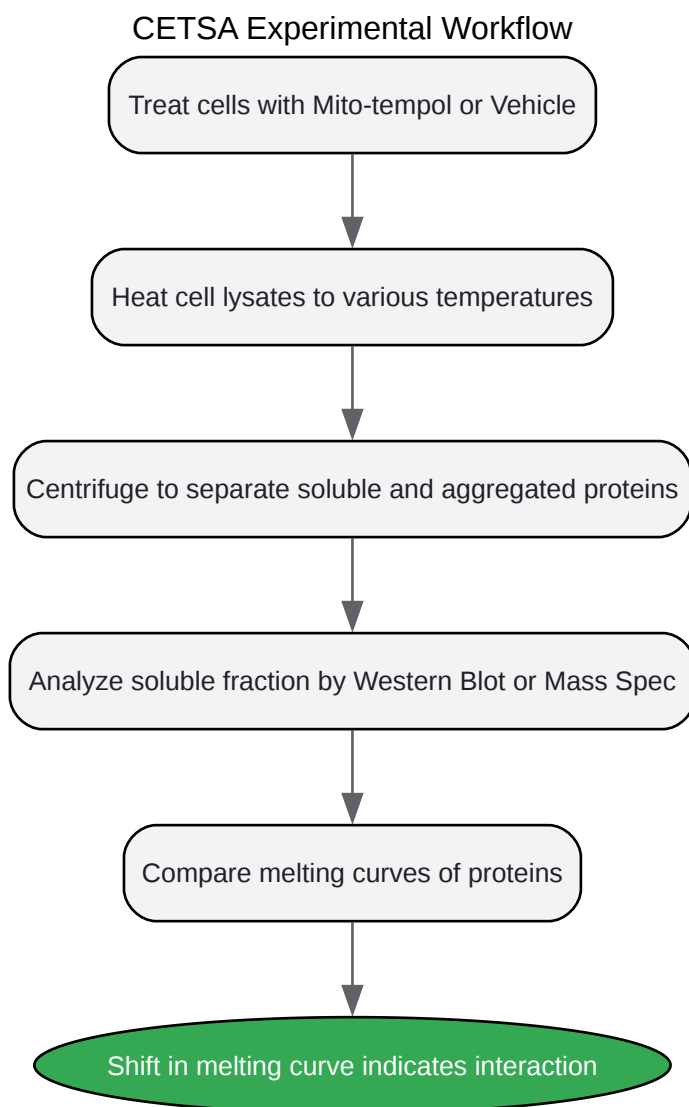 CETSA Experimental Workflow
Treat cells with Mito-tempol or Vehicle
Heat cell lysates to various temperatures
Centrifuge to separate soluble and aggregated proteins
Analyze soluble fraction by Western Blot or Mass Spec
Compare melting curves of proteins
Shift in melting curve indicates interaction